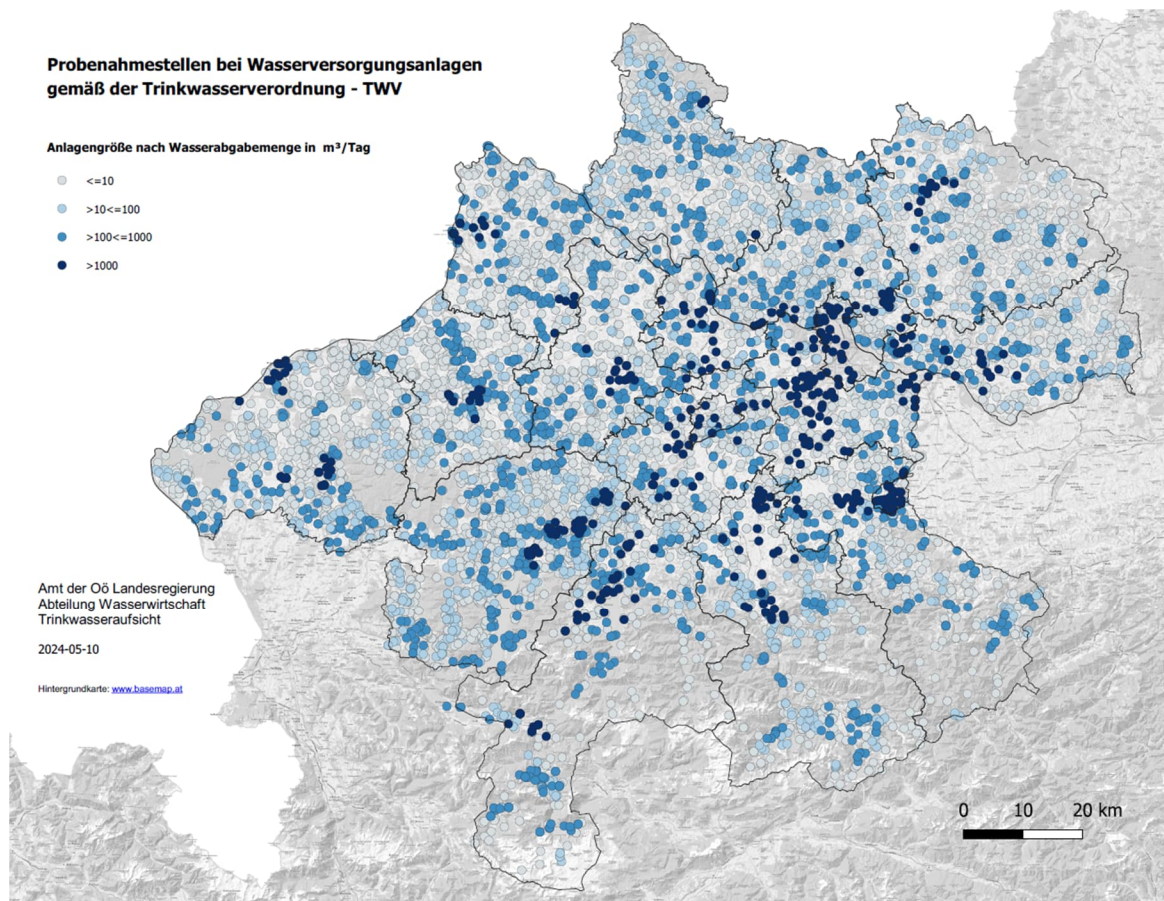 Probenahmestellen bei Wasserversorgungsanlagen
gemäß der Trinkwasserverordnung - TWV
Anlagengröße nach Wasserabgabemenge in m³/Tag
<=10
>10<=100
>100<=1000
>1000
Amt der Oö Landesregierung
Abteilung Wasserwirtschaft
Trinkwasseraufsicht
2024-05-10
Hintergrundkarte: www.basemap.at
0 10 20 km